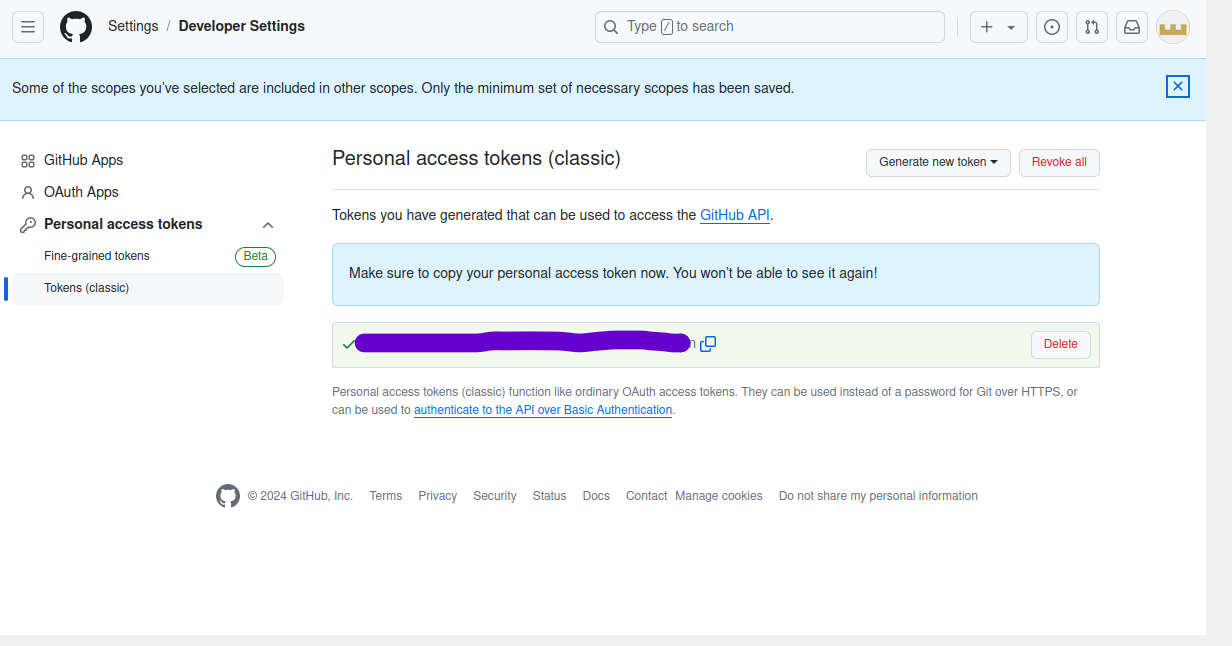 Settings / Developer Settings
Type / to search
Some of the scopes you’ve selected are included in other scopes. Only the minimum set of necessary scopes has been saved.
GitHub Apps
OAuth Apps
Personal access tokens
Fine-grained tokens Beta
Tokens (classic)
Personal access tokens (classic)
Generate new token
Revoke all
Tokens you have generated that can be used to access the GitHub API.
Make sure to copy your personal access token now. You won’t be able to see it again!
Delete
Personal access tokens (classic) function like ordinary OAuth access tokens. They can be used instead of a password for Git over HTTPS, or
can be used to authenticate to the API over Basic Authentication.
© 2024 GitHub, Inc. Terms Privacy Security Status Docs Contact Manage cookies Do not share my personal information